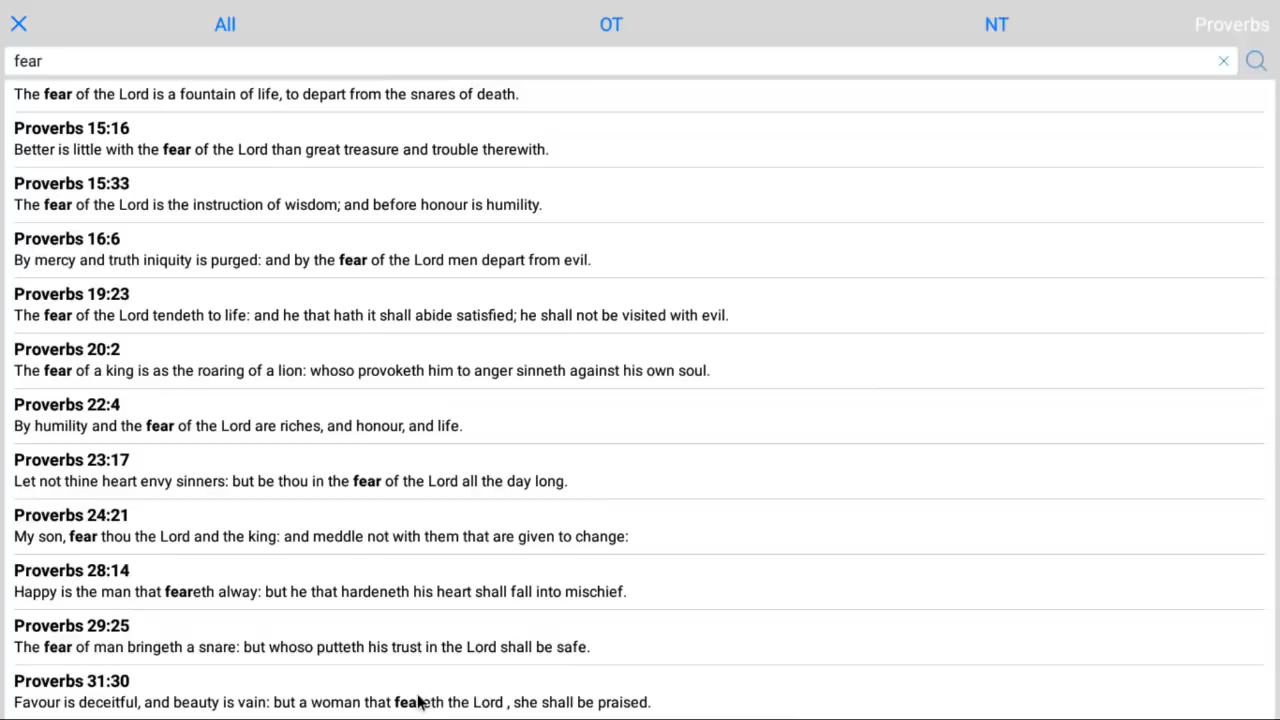 All OT NT Proverbs
fear
The fear of the Lord is a fountain of life, to depart from the snares of death.
Proverbs 15:16
Better is little with the fear of the Lord than great treasure and trouble therewith.
Proverbs 15:33
The fear of the Lord is the instruction of wisdom; and before honour is humility.
Proverbs 16:6
By mercy and truth iniquity is purged: and by the fear of the Lord men depart from evil.
Proverbs 19:23
The fear of the Lord tendeth to life: and he that hath it shall abide satisfied; he shall not be visited with evil.
Proverbs 20:2
The fear of a king is as the roaring of a lion: whoso provoketh him to anger sinneth against his own soul.
Proverbs 22:4
By humility and the fear of the Lord are riches, and honour, and life.
Proverbs 23:17
Let not thine heart envy sinners: but be thou in the fear of the Lord all the day long.
Proverbs 24:21
My son, fear thou the Lord and the king: and meddle not with them that are given to change:
Proverbs 28:14
Happy is the man that feareth alway: but he that hardeneth his heart shall fall into mischief.
Proverbs 29:25
The fear of man bringeth a snare: but whoso putteth his trust in the Lord shall be safe.
Proverbs 31:30
Favour is deceitful, and beauty is vain: but a woman that feareth the Lord , she shall be praised.